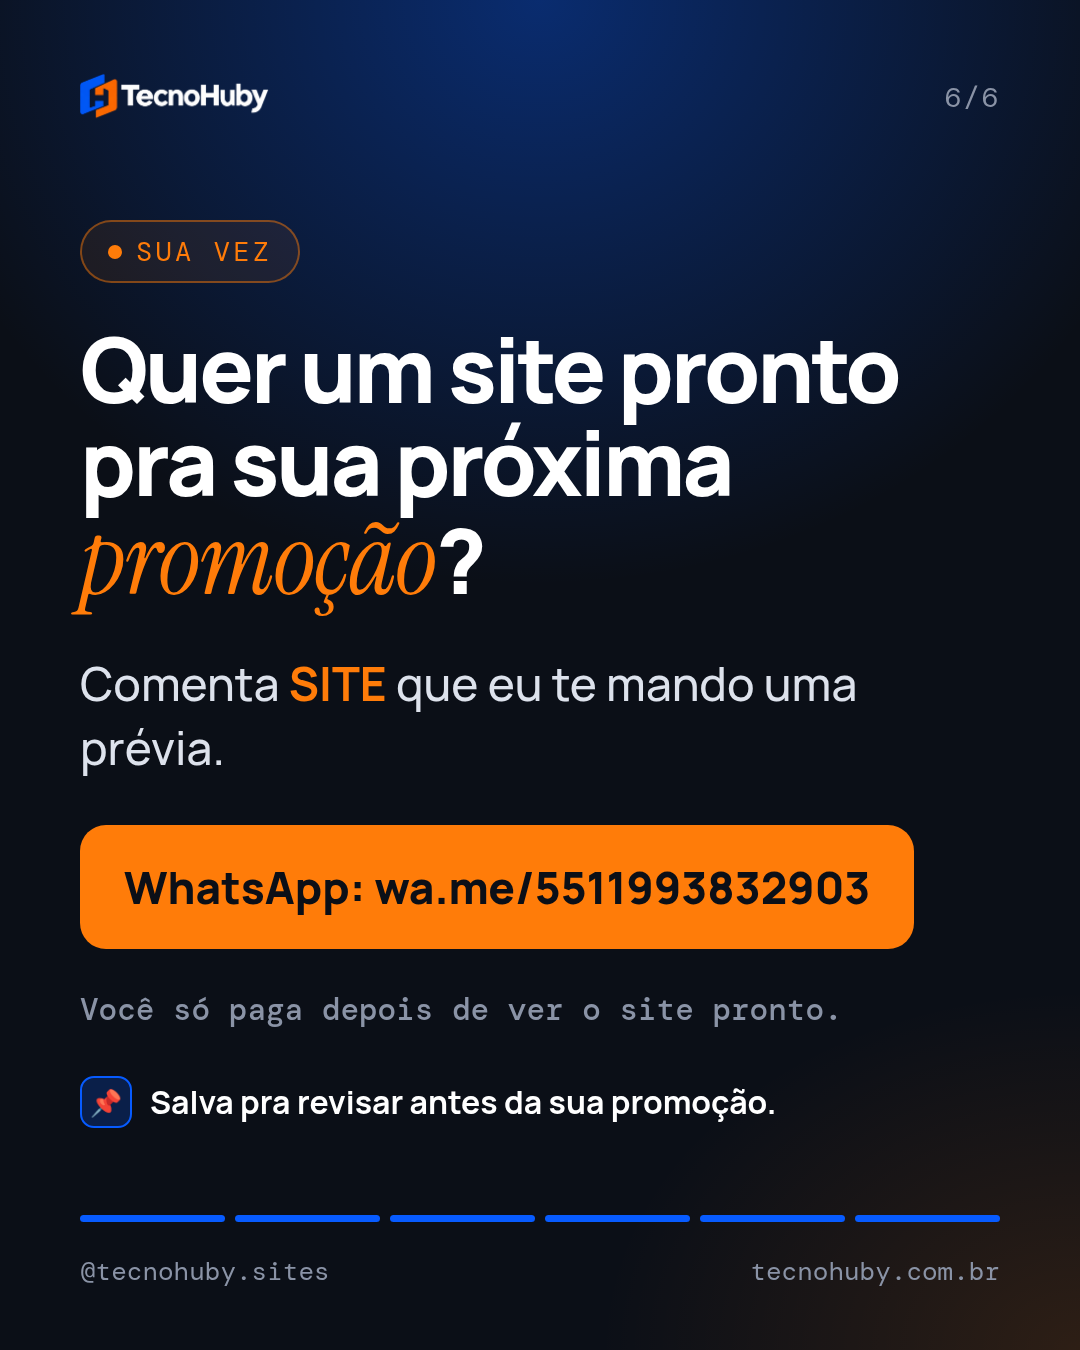 TecnoHuby
6/6
SUA VEZ
Quer um site pronto
pra sua próxima
promoção?
Comenta SITE que eu te mando uma
prévia.
WhatsApp: wa.me/5511993832903
Você só paga depois de ver o site pronto.
Salva pra revisar antes da sua promoção.
@tecnohuby.sites
tecnohuby.com.br